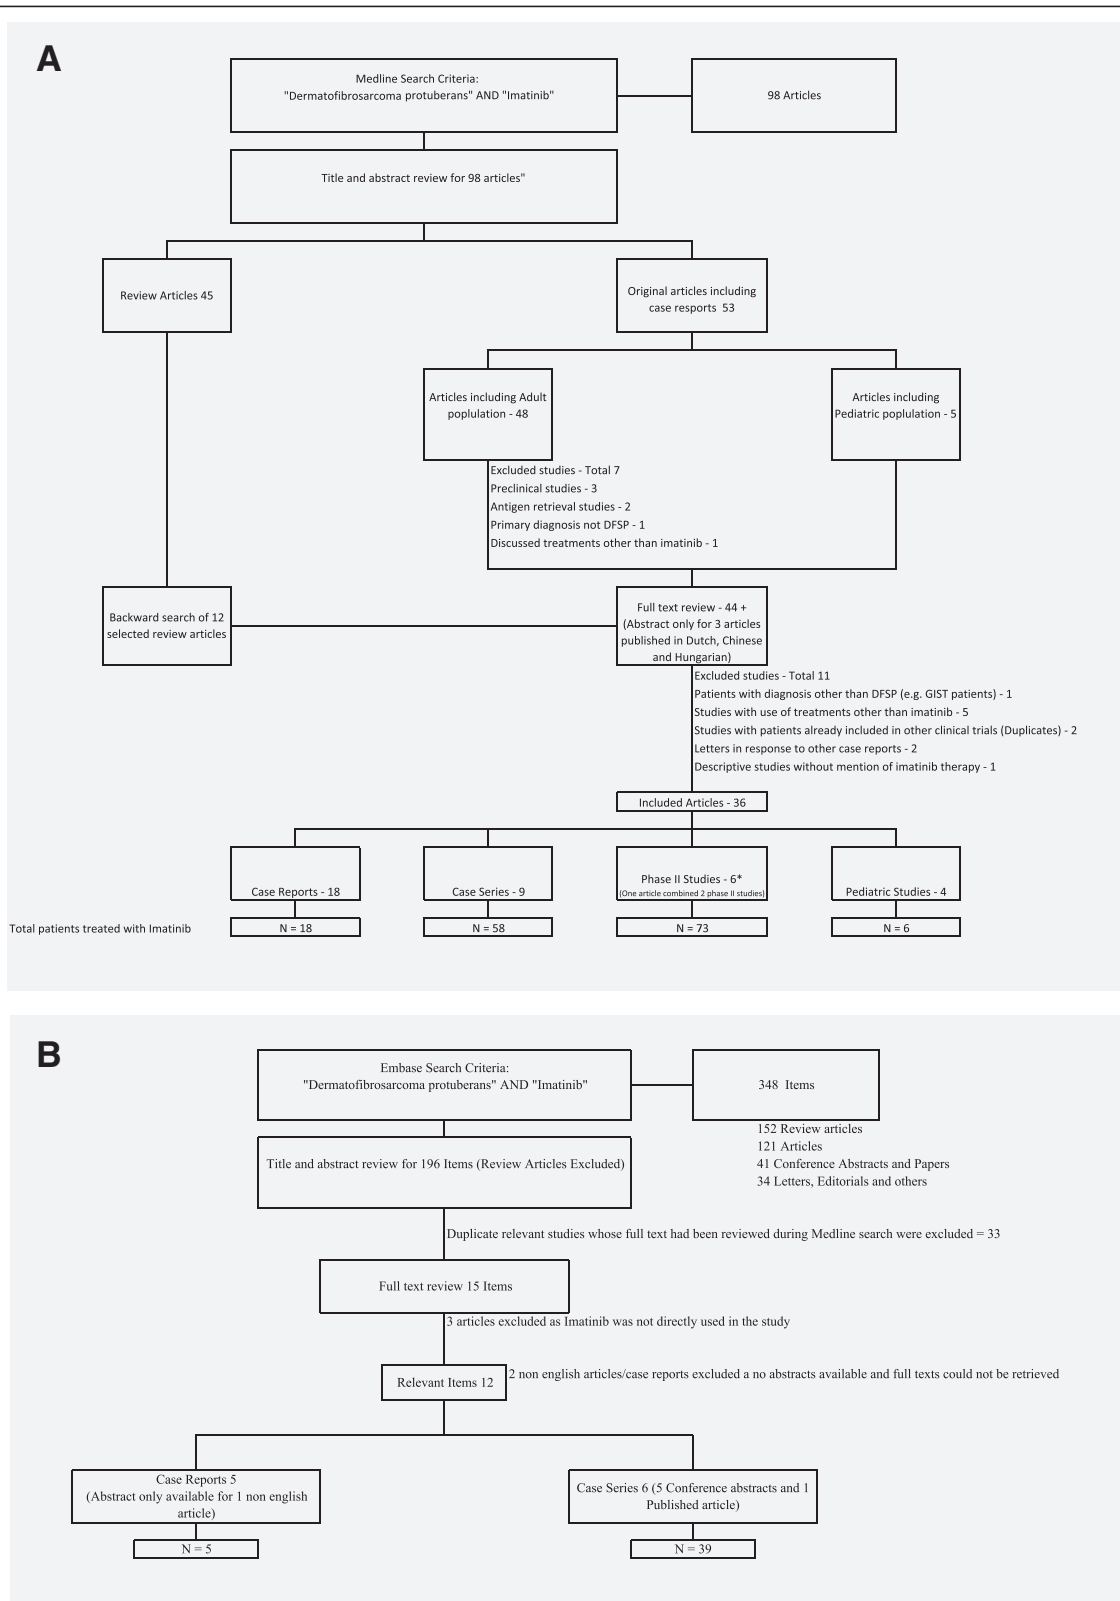 A
Medline Search Criteria:
"Dermatofibrosarcoma protuberans" AND "Imatinib"
98 Articles
Title and abstract review for 98 articles"
Review Articles 45
Original articles including
case resports  53
Articles including Adult
poplulation - 48
Articles including
Pediatric poplulation - 5
Excluded studies - Total 7
Preclinical studies - 3
Antigen retrieval studies - 2
Primary diagnosis not DFSP - 1
Discussed treatments other than imatinib - 1
Backward search of 12
selected review articles
Full text review - 44 +
(Abstract only for 3 articles
published in Dutch, Chinese
and Hungarian)
Excluded studies - Total 11
Patients with diagnosis other than DFSP (e.g. GIST patients) - 1
Studies with use of treatments other than imatinib - 5
Studies with patients already included in other clinical trials (Duplicates) - 2
Letters in response to other case reports - 2
Descriptive studies without mention of imatinib therapy - 1
Included Articles - 36
Case Reports - 18
Case Series - 9
Phase II Studies - 6*
(One article combined 2 phase II studies)
Pediatric Studies - 4
Total patients treated with Imatinib
N = 18
N = 58
N = 73
N = 6
B
Embase Search Criteria:
"Dermatofibrosarcoma protuberans" AND "Imatinib"
348  Items
152 Review articles
121 Articles
41 Conference Abstracts and Papers
34 Letters, Editorials and others
Title and abstract review for 196 Items (Review Articles Excluded)
Duplicate relevant studies whose full text had been reviewed during Medline search were excluded = 33
Full text review 15 Items
3 articles excluded as Imatinib was not directly used in the study
Relevant Items 12
2 non english articles/case reports excluded a no abstracts available and full texts could not be retrieved
Case Reports 5
(Abstract only available for 1 non english
article)
Case Series 6 (5 Conference abstracts and 1
Published article)
N = 5
N = 39